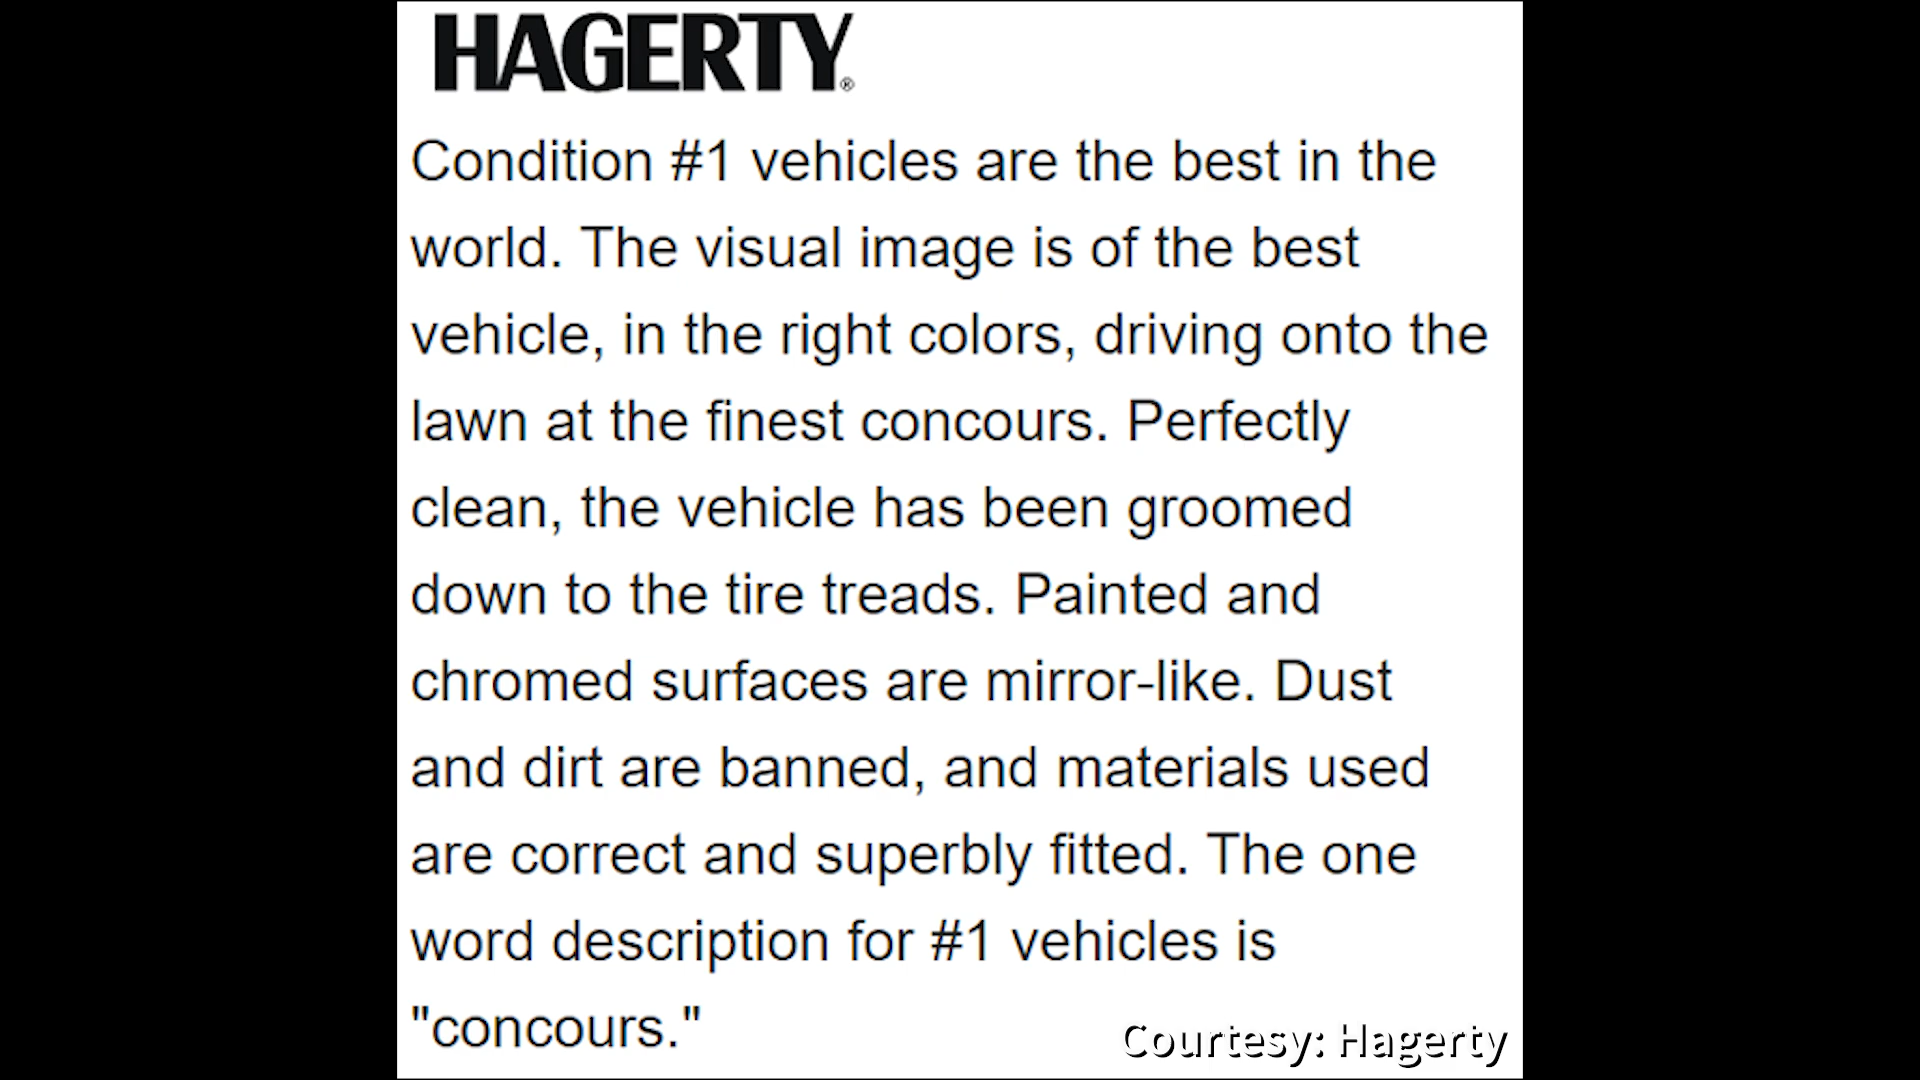 HAGERTY®
Condition #1 vehicles are the best in the
world. The visual image is of the best
vehicle, in the right colors, driving onto the
lawn at the finest concours. Perfectly
clean, the vehicle has been groomed
down to the tire treads. Painted and
chromed surfaces are mirror-like. Dust
and dirt are banned, and materials used
are correct and superbly fitted. The one
word description for #1 vehicles is
"concours."
Courtesy: Hagerty